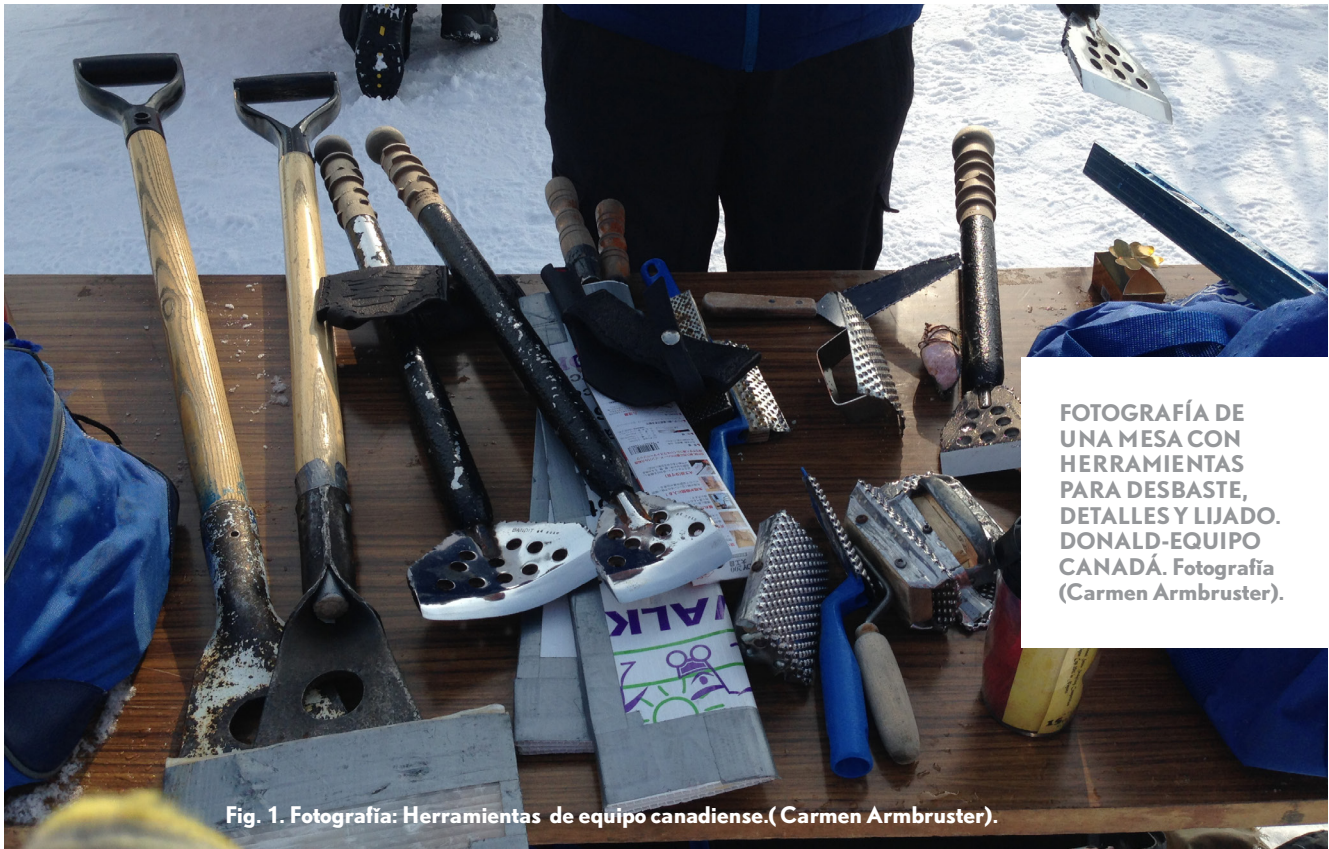 FOTOGRAFÍA DE
UNA MESA CON
HERRAMIENTAS
PARA DESBASTE,
DETALLES Y LIJADO.
DONALD-EQUIPO
CANADÁ. Fotografía
(Carmen Armbruster).
WALK
Fig. 1. Fotografía: Herramientas de equipo canadiense.( Carmen Armbruster).